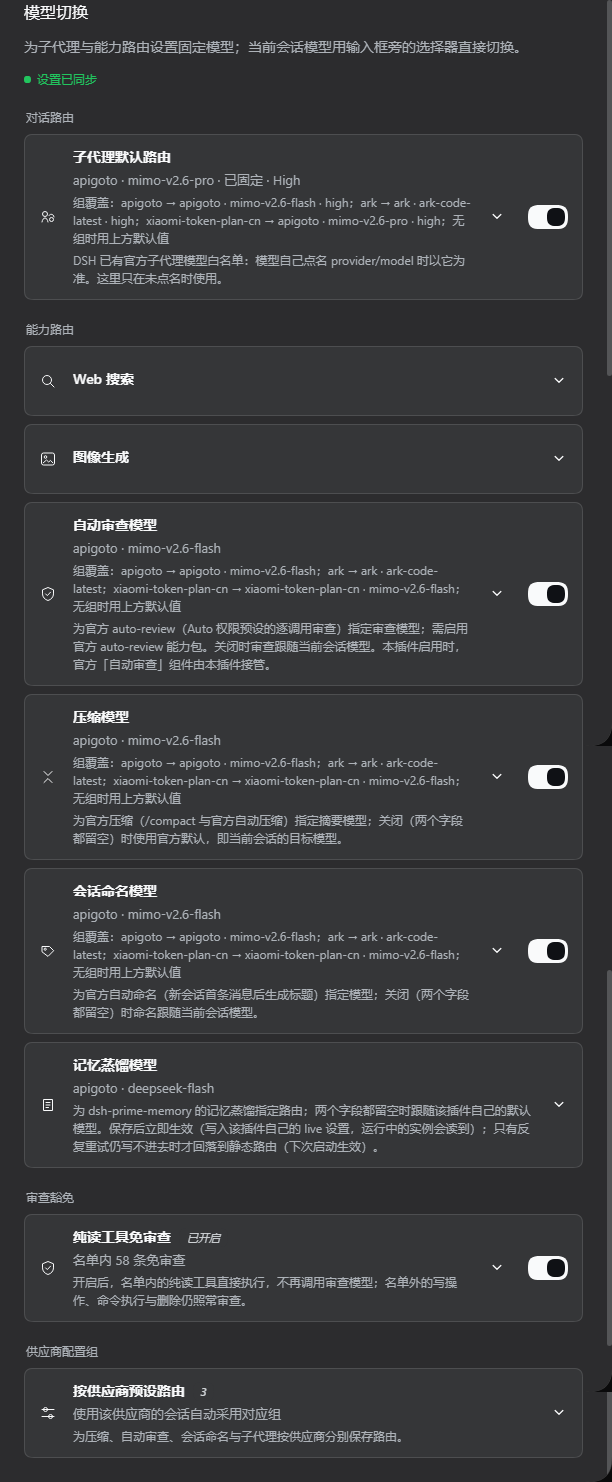 模型切换
为子代理与能力路由设置固定模型；当前会话模型用输入框旁的选择器直接切换。
设置已同步
对话路由
子代理默认路由
apigoto · mimo-v2.6-pro · 已固定 · High
组覆盖：apigoto → apigoto · mimo-v2.6-flash · high；ark → ark · ark-code-
latest · high；xiaomi-token-plan-cn → apigoto · mimo-v2.6-pro · high；无
组时用上方默认值
DSH 已有官方子代理模型白名单：模型自己点名 provider/model 时以它为
准。这里只在未点名时使用。
能力路由
Web 搜索
图像生成
自动审查模型
apigoto · mimo-v2.6-flash
组覆盖：apigoto → apigoto · mimo-v2.6-flash；ark → ark · ark-code-
latest；xiaomi-token-plan-cn → xiaomi-token-plan-cn · mimo-v2.6-flash；
无组时用上方默认值
为官方 auto-review（Auto 权限预设的逐调用审查）指定审查模型；需启用
官方 auto-review 能力包。关闭时审查跟随当前会话模型。本插件启用时，
官方「自动审查」组件由本插件接管。
压缩模型
apigoto · mimo-v2.6-flash
组覆盖：apigoto → apigoto · mimo-v2.6-flash；ark → ark · ark-code-
latest；xiaomi-token-plan-cn → xiaomi-token-plan-cn · mimo-v2.6-flash；
无组时用上方默认值
为官方压缩（/compact 与官方自动压缩）指定摘要模型；关闭（两个字段
都留空）时使用官方默认，即当前会话的目标模型。
会话命名模型
apigoto · mimo-v2.6-flash
组覆盖：apigoto → apigoto · mimo-v2.6-flash；ark → ark · ark-code-
latest；xiaomi-token-plan-cn → xiaomi-token-plan-cn · mimo-v2.6-flash；
无组时用上方默认值
为官方自动命名（新会话首条消息后生成标题）指定模型；关闭（两个字段
都留空）时命名跟随当前会话模型。
记忆蒸馏模型
apigoto · deepseek-flash
为 dsh-prime-memory 的记忆蒸馏指定路由；两个字段都留空时跟随该插件自己的默认
模型。保存后立即生效（写入该插件自己的 live 设置，运行中的实例会读到）；只有反
复重试仍写不进去时才回落到静态路由（下次启动生效）。
审查豁免
纯读工具免审查 已开启
名单内 58 条免审查
开启后，名单内的纯读工具直接执行，不再调用审查模型；名单外的写操
作、命令执行与删除仍照常审查。
供应商配置组
按供应商预设路由 3
使用该供应商的会话自动采用对应组
为压缩、自动审查、会话命名与子代理按供应商分别保存路由。